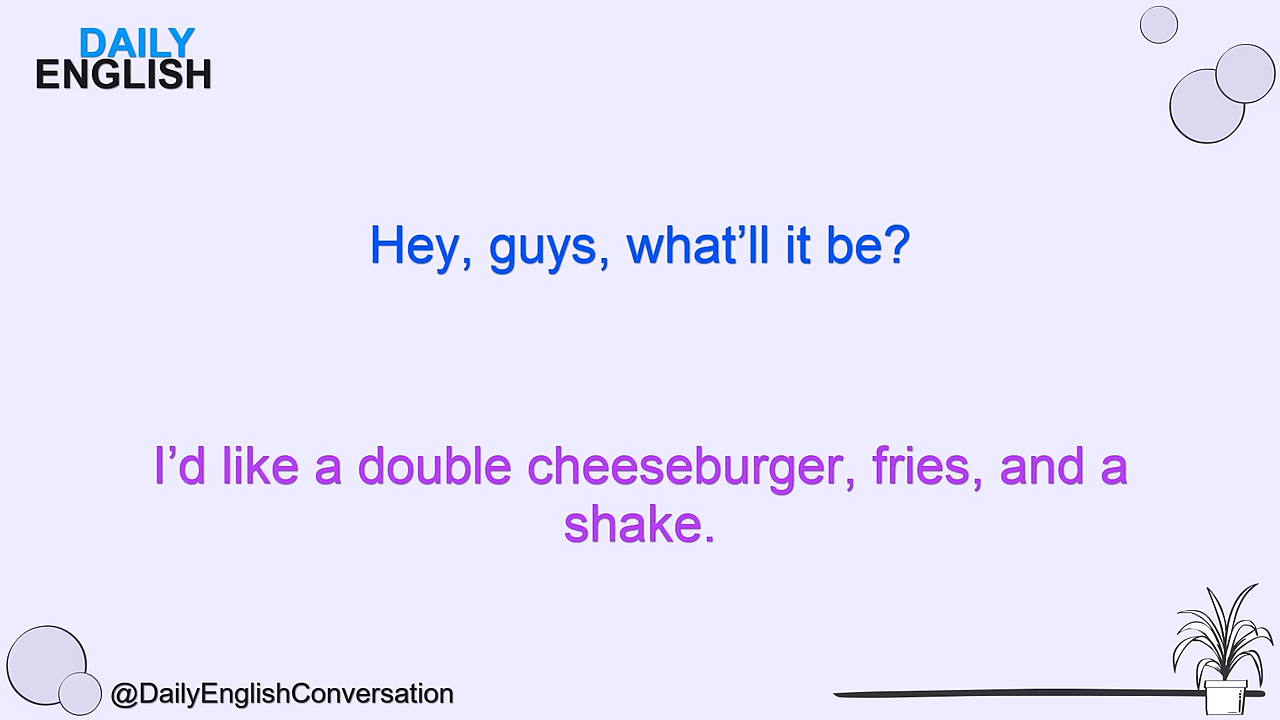 DAILY
ENGLISH
Hey, guys, what’ll it be?
I’d like a double cheeseburger, fries, and a
shake.
@DailyEnglishConversation